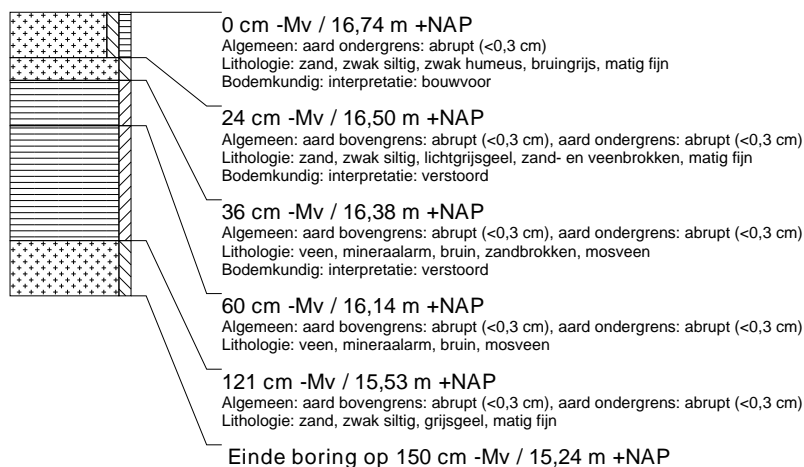 0 cm -Mv / 16,74 m +NAP
Algemeen: aard ondergrens: abrupt (<0,3 cm)
Lithologie: zand, zwak siltig, zwak humeus, bruingrijs, matig fijn
Bodemkundig: interpretatie: bouwvoor
24 cm -Mv / 16,50 m +NAP
Algemeen: aard bovengrens: abrupt (<0,3 cm), aard ondergrens: abrupt (<0,3 cm)
Lithologie: zand, zwak siltig, lichtgrijsgeel, zand- en veenbrokken, matig fijn
Bodemkundig: interpretatie: verstoord
36 cm -Mv / 16,38 m +NAP
Algemeen: aard bovengrens: abrupt (<0,3 cm), aard ondergrens: abrupt (<0,3 cm)
Lithologie: veen, mineraalarm, bruin, zandbrokken, mosveen
Bodemkundig: interpretatie: verstoord
60 cm -Mv / 16,14 m +NAP
Algemeen: aard bovengrens: abrupt (<0,3 cm), aard ondergrens: abrupt (<0,3 cm)
Lithologie: veen, mineraalarm, bruin, mosveen
121 cm -Mv / 15,53 m +NAP
Algemeen: aard bovengrens: abrupt (<0,3 cm), aard ondergrens: abrupt (<0,3 cm)
Lithologie: zand, zwak siltig, grijsgeel, matig fijn
Einde boring op 150 cm -Mv / 15,24 m +NAP